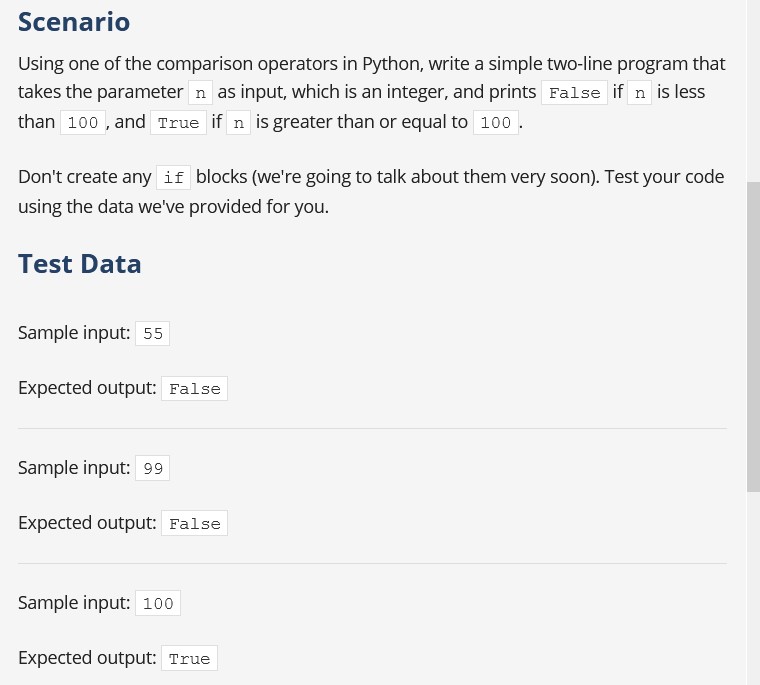 Scenario
Using one of the comparison operators in Python, write a simple two-line program that
takes the parameter n as input, which is an integer, and prints False if n is less
than 100, and True if n is greater than or equal to 100.
Don't create any if blocks (we're going to talk about them very soon). Test your code
using the data we've provided for you.
Test Data
Sample input: 55
Expected output: False
Sample input: 99
Expected output: False
Sample input: 100
Expected output: True